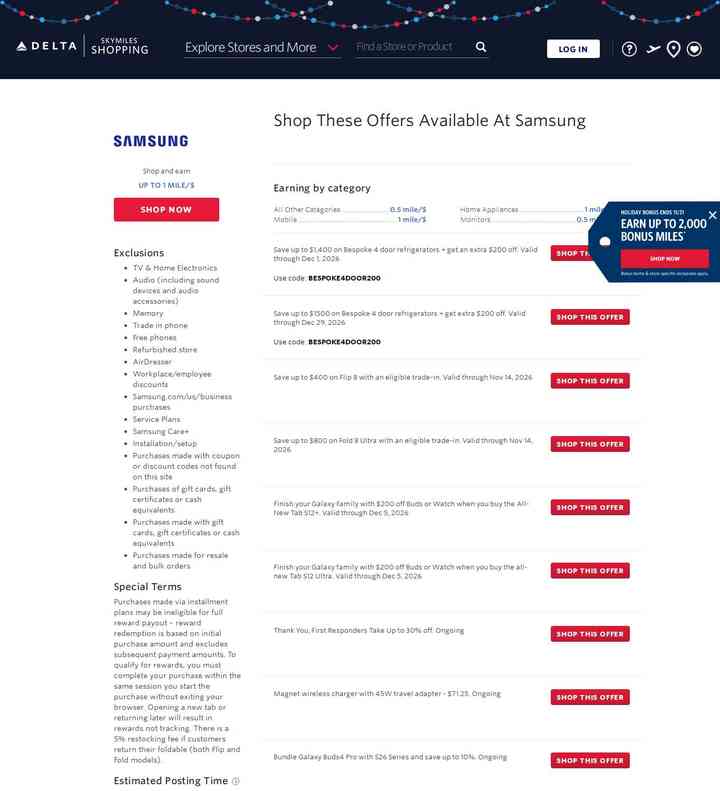 DELTA
SKYMILES
SHOPPING
Explore Stores and More
Find a Store or Product
LOG IN
SAMSUNG
Shop and earn
UP TO 1 MILE/$
SHOP NOW
Exclusions
TV & Home Electronics
Audio (including sound
devices and audio
accessories)
Memory
Trade in phone
Free phones
Refurbished store
AirDresser
Workplace/employee
discounts
Samsung.com/us/business
purchases
Service Plans
Samsung Care+
Installation/setup
Purchases made with coupon
or discount codes not found
on this site
Purchases of gift cards, gift
certificates or cash
equivalents
Purchases made with gift
cards, gift certificates or cash
equivalents
Purchases made for resale
and bulk orders
Special Terms
Purchases made via installment
plans may be ineligible for full
reward payout – reward
redemption is based on initial
purchase amount and excludes
subsequent payment amounts. To
qualify for rewards, you must
complete your purchase within the
same session you start the
purchase without exiting your
browser. Opening a new tab or
returning later will result in
rewards not tracking. There is a
5% restocking fee if customers
return their foldable (both Flip and
fold models).
Estimated Posting Time
Shop These Offers Available At Samsung
Earning by category
All Other Categories 0.5 mile/$
Mobile 1 mile/$
Home Appliances 1 mile
Monitors 0.5 m
HOLIDAY BONUS ENDS 11/21
EARN UP TO 2,000
BONUS MILES*
SHOP NOW
Save up to $1,400 on Bespoke 4 door refrigerators + get an extra $200 off. Valid
through Dec 1, 2026
Use code: BESPOKE4DOOR200
SHOP TH
Save up to $1500 on Bespoke 4 door refrigerators + get extra $200 off. Valid
through Dec 29, 2026
Use code: BESPOKE4DOOR200
SHOP THIS OFFER
Save up to $400 on Flip 8 with an eligible trade-in. Valid through Nov 14, 2026
SHOP THIS OFFER
Save up to $800 on Fold 8 Ultra with an eligible trade-in. Valid through Nov 14,
2026
SHOP THIS OFFER
Finish your Galaxy family with $200 off Buds or Watch when you buy the All-
New Tab S12+. Valid through Dec 5, 2026
SHOP THIS OFFER
Finish your Galaxy family with $200 off Buds or Watch when you buy the all-
new Tab S12 Ultra. Valid through Dec 5, 2026
SHOP THIS OFFER
Thank You, First Responders Take Up to 30% off. Ongoing
SHOP THIS OFFER
Magnet wireless charger with 45W travel adapter - $71.25. Ongoing
SHOP THIS OFFER
Bundle Galaxy Buds4 Pro with S26 Series and save up to 10%. Ongoing
SHOP THIS OFFER